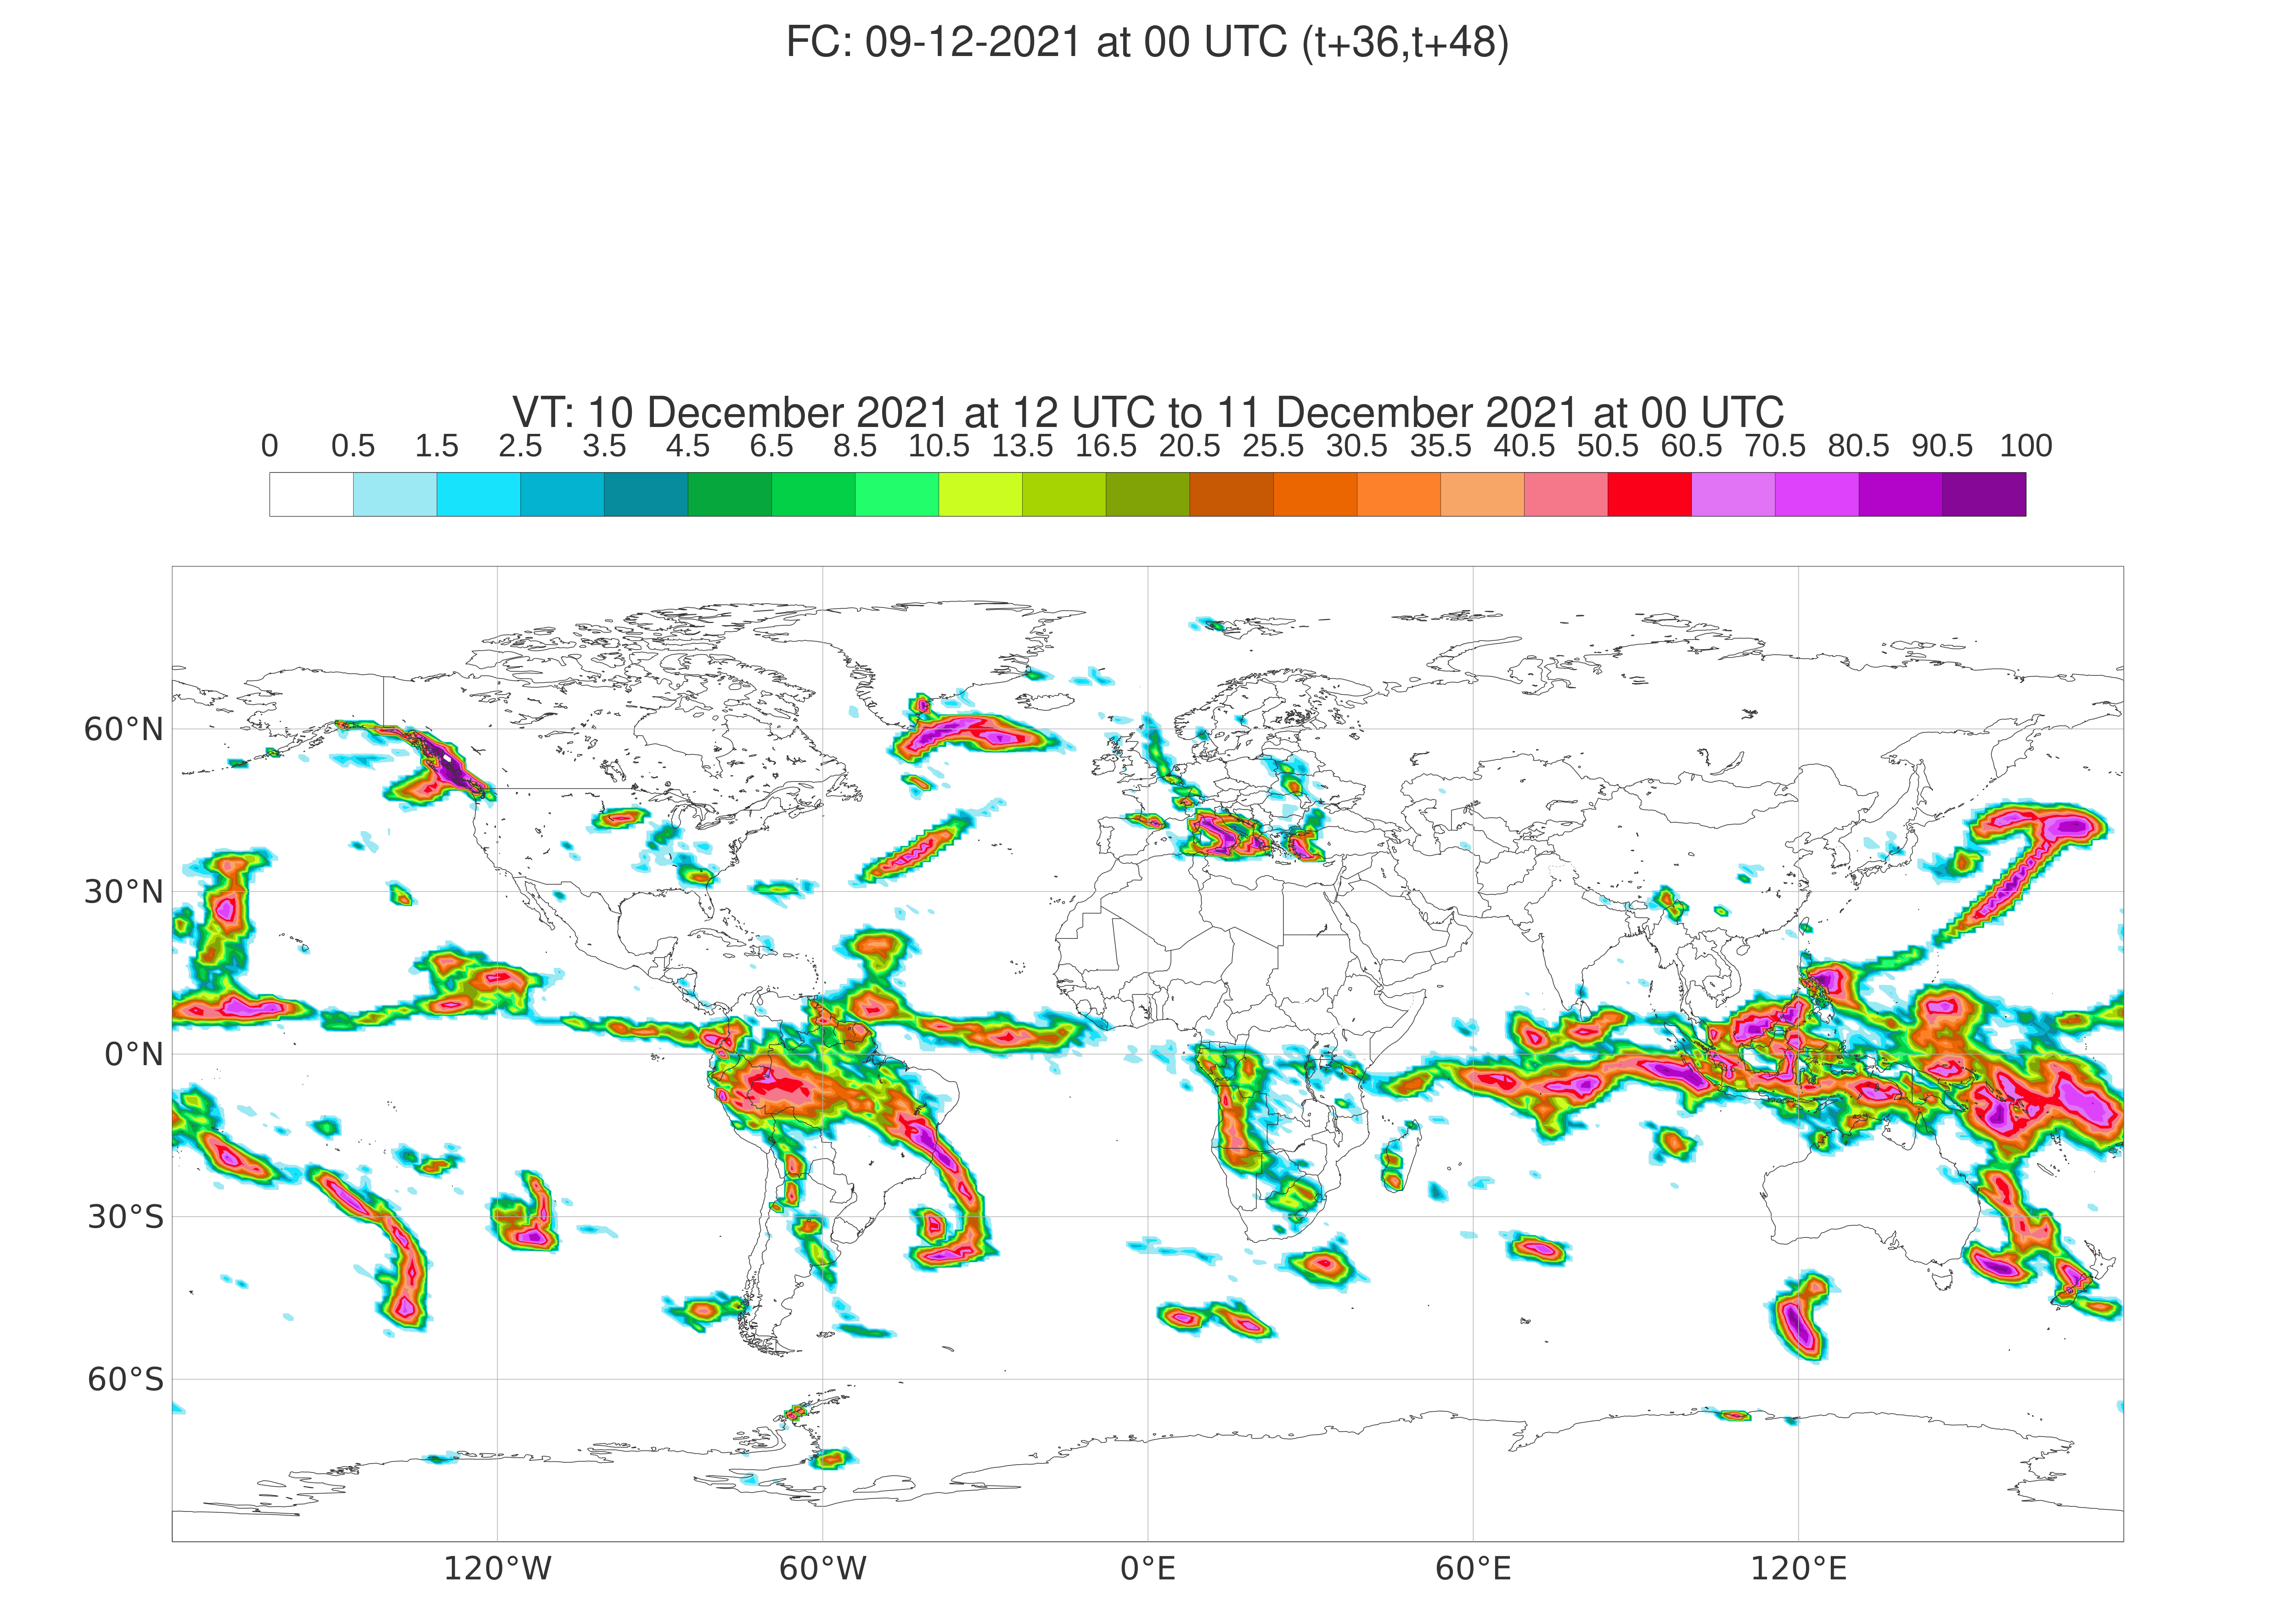 FC: 09-12-2021 at 00 UTC (t+36,t+48)
VT: 10 December 2021 at 12 UTC to 11 December 2021 at 00 UTC
0 0.5 1.5 2.5 3.5 4.5 6.5 8.5 10.5 13.5 16.5 20.5 25.5 30.5 35.5 40.5 50.5 60.5 70.5 80.5 90.5 100
60°N
30°N
0°N
30°S
60°S
120°W 60°W 0°E 60°E 120°E